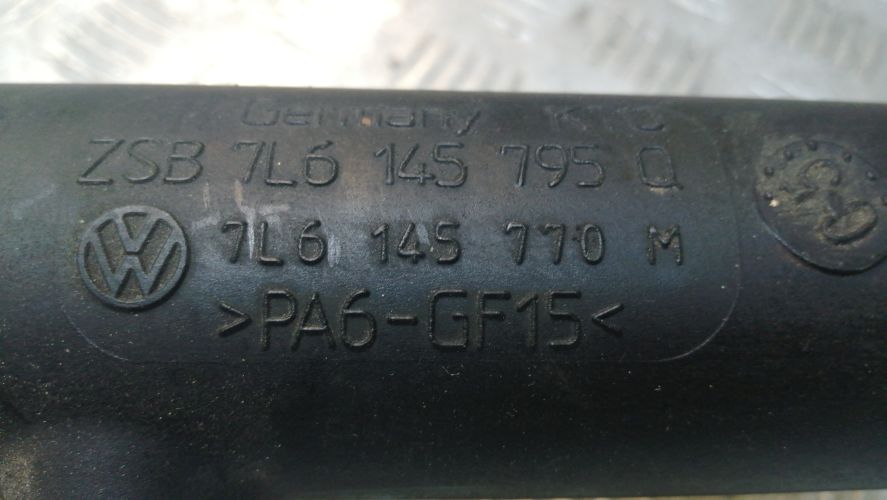 Germany
ZSB 7L6 145 795 Q
7L6 145 770 M
>PA6-GF15<